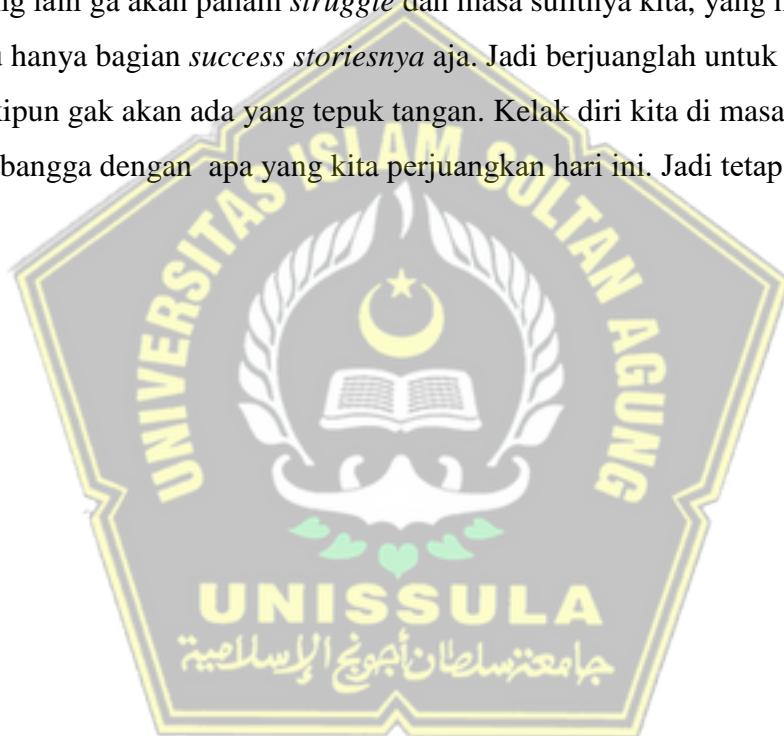 lain ga akan paham struggle dan masa sulitnya kita, yang
hanya bagian success storiesnya aja. Jadi berjuanglah untuk
gak akan ada yang tepuk tangan. Kelak diri kita di masa
bangga dengan apa yang kita perjuangkan hari ini. Jadi tetap
UNIVERSITAS ISLAM SULTAN AGUNG
UNISSULA
جامعة سلطان أجونج الإسلامية